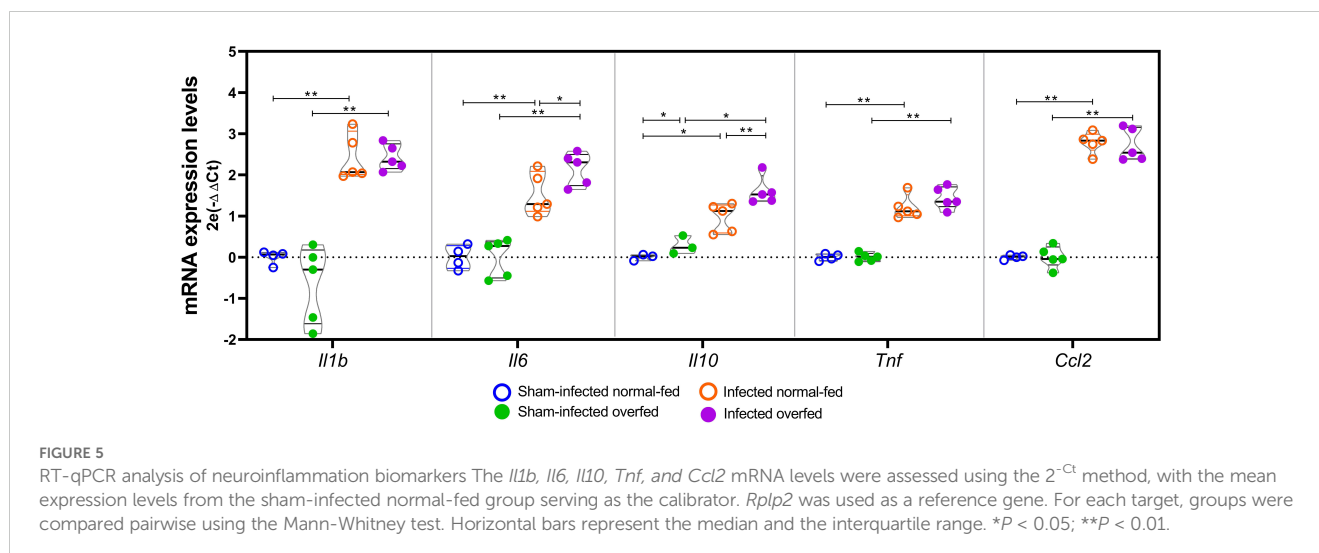 5
4
3
2
1
0
-1
-2
mRNA expression levels
2e(-ΔΔCt)
** **
** * **
* * * **
** **
** **
Il1b Il6 Il10 Tnf Ccl2
Sham-infected normal-fed Infected normal-fed
Sham-infected overfed Infected overfed
FIGURE 5
RT-qPCR analysis of neuroinflammation biomarkers The Il1b, Il6, Il10, Tnf, and Ccl2 mRNA levels were assessed using the 2-Ct method, with the mean
expression levels from the sham-infected normal-fed group serving as the calibrator. Rplp2 was used as a reference gene. For each target, groups were
compared pairwise using the Mann-Whitney test. Horizontal bars represent the median and the interquartile range. *P < 0.05; **P < 0.01.